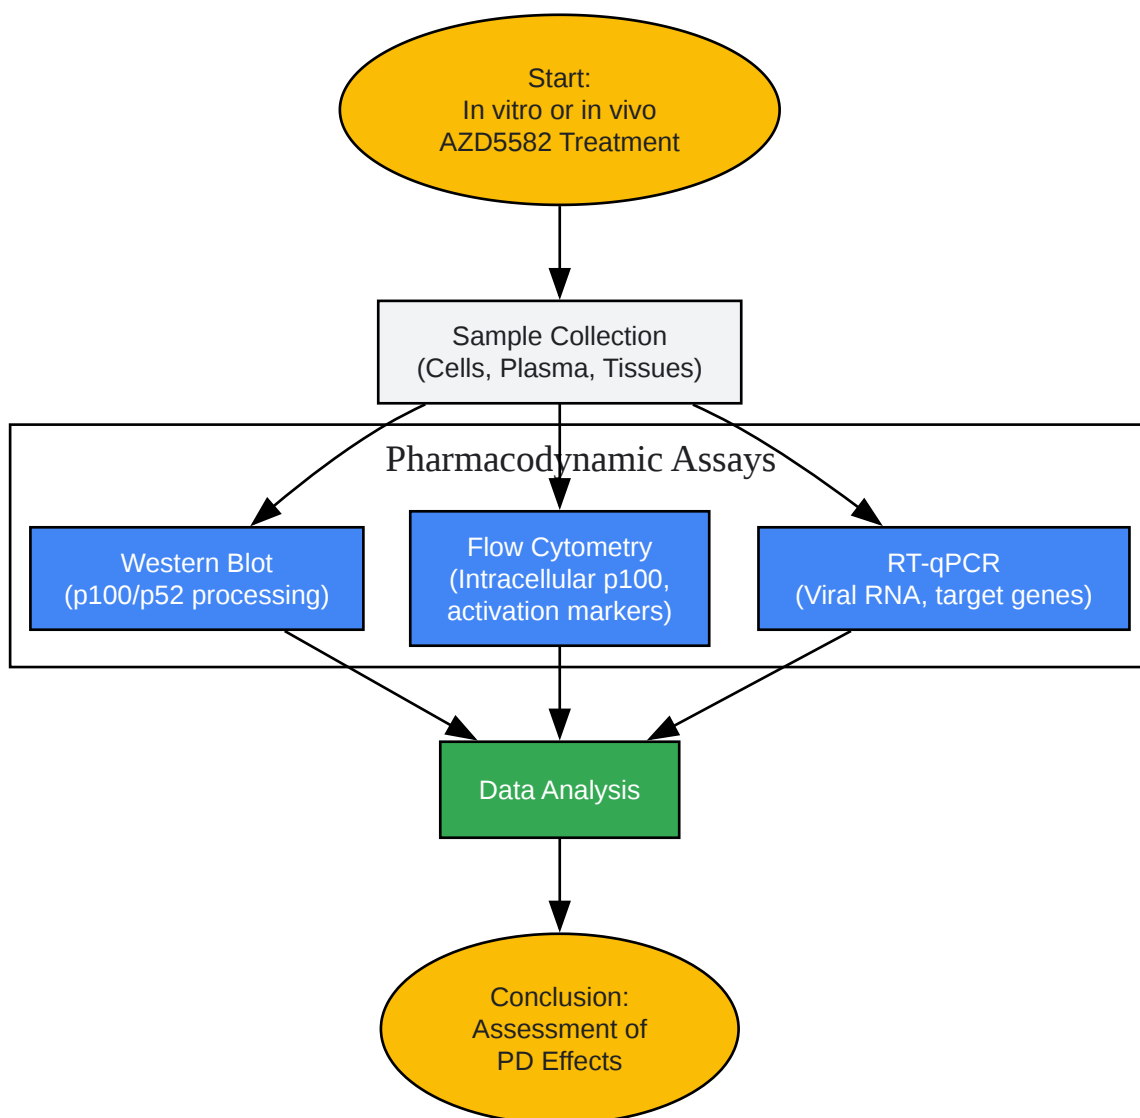 Start:
In vitro or in vivo
AZD5582 Treatment
Sample Collection
(Cells, Plasma, Tissues)
Pharmacodynamic Assays
Western Blot
(p100/p52 processing)
Flow Cytometry
(Intracellular p100,
activation markers)
RT-qPCR
(Viral RNA, target genes)
Data Analysis
Conclusion:
Assessment of
PD Effects